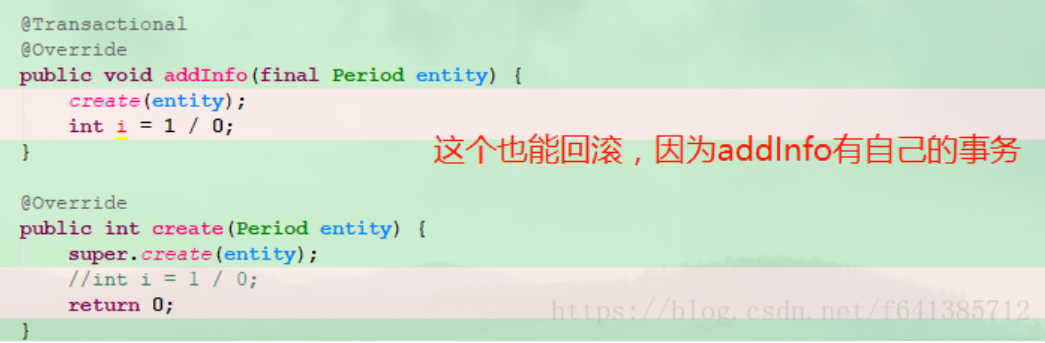 @Transactional
@Override
public void addInfo(final Period entity) {
create(entity);
int i = 1 / 0;
}
这个也能回滚，因为addInfo有自己的事务
@Override
public int create(Period entity) {
super.create(entity);
//int i = 1 / 0;
return 0;
}
https://blog.csdn.net/f641385712